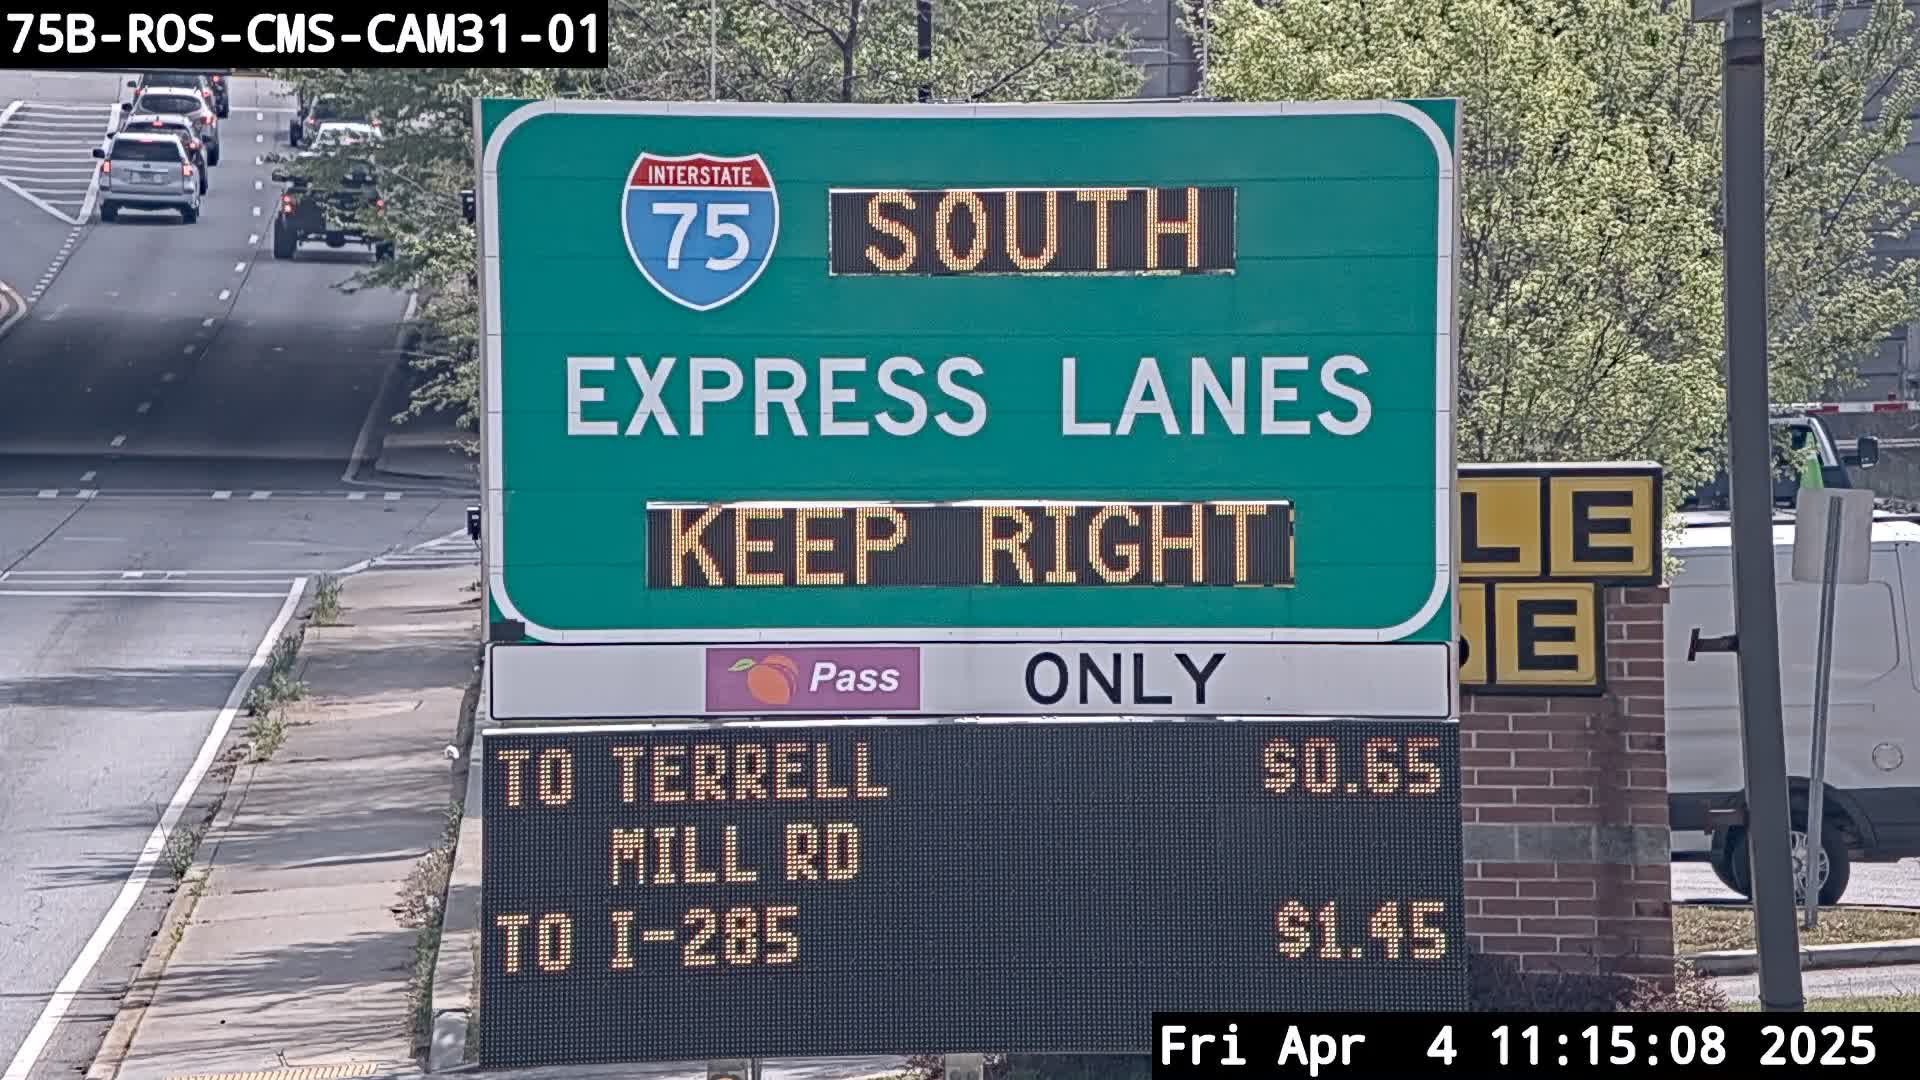 75B-ROS-CMS-CAM31-01
INTERSTATE
75
SOUTH
EXPRESS LANES
KEEP RIGHT
Pass ONLY
TO TERRELL $0.65
MILL RD
TO I-285 $1.45
LE
E
Fri Apr 4 11:15:08 2025